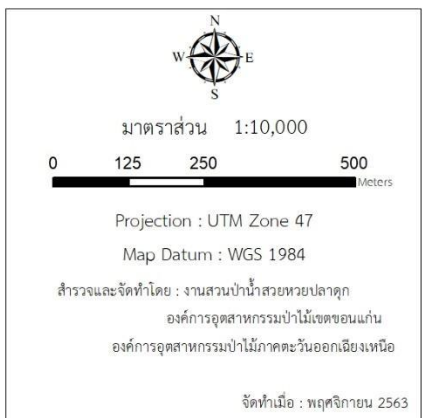 N
W E
S
มาตราส่วน 1:10,000
0 125 250 500
Meters
Projection : UTM Zone 47
Map Datum : WGS 1984
สำรวจและจัดทำโดย : งานสวนป่าน้ำสวยหวยปลาดุก
องค์การอุตสาหกรรมป่าไม้เขตขอนแก่น
องค์การอุตสาหกรรมป่าไม้ภาคตะวันออกเฉียงเหนือ
จัดทำเมื่อ : พฤศจิกายน 2563